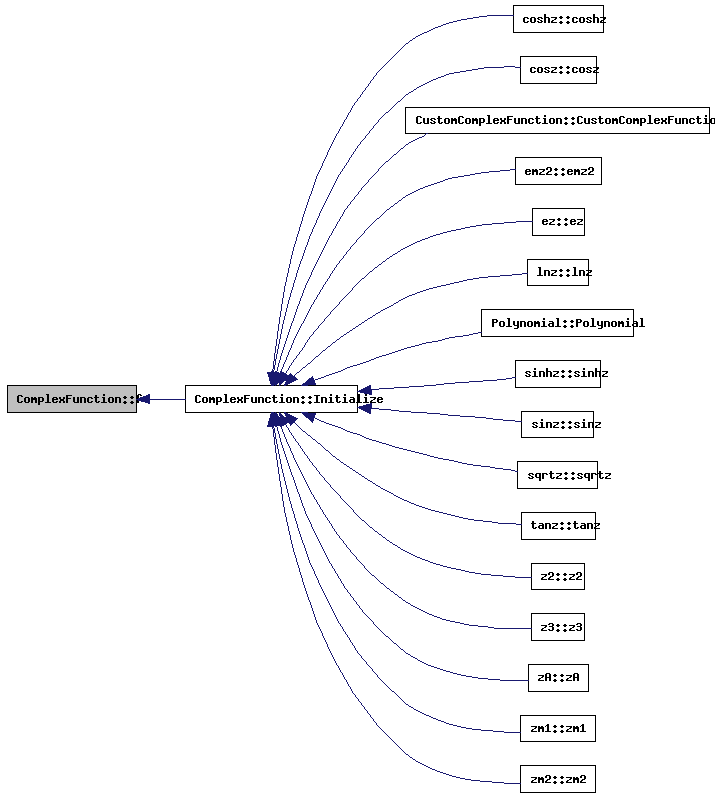 coshz::coshz
cosz::cosz
CustomComplexFunction::CustomComplexFunctio
emz2::emz2
ez::ez
lnz::lnz
Polynomial::Polynomial
sinhz::sinhz
ComplexFunction::f
ComplexFunction::Initialize
sinz::sinz
sqrtz::sqrtz
tanz::tanz
z2::z2
z3::z3
zA::zA
zm1::zm1
zm2::zm2